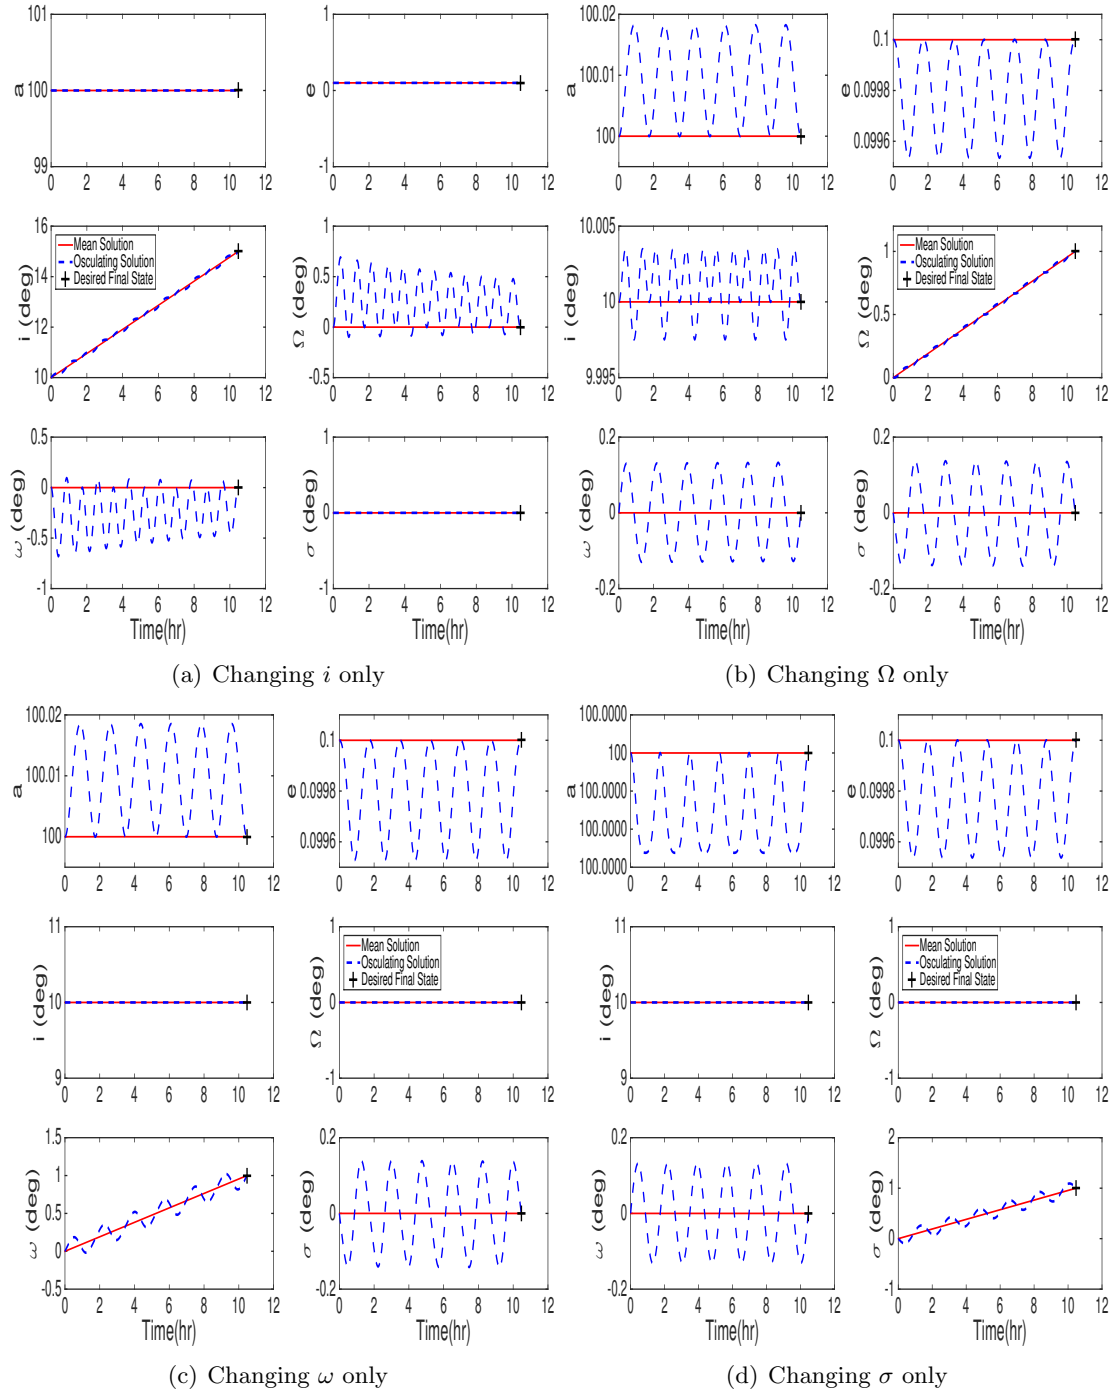 101
100
99
a
0 2 4 6 8 10 12
1
0
-1
e
0 2 4 6 8 10 12
100.02
100.01
100
a
0 2 4 6 8 10 12
0.1
0.0998
0.0996
e
0 2 4 6 8 10 12
16
14
12
10
i (deg)
Mean Solution
Osculating Solution
Desired Final State
0 2 4 6 8 10 12
1
0.5
0
-0.5
Ω (deg)
0 2 4 6 8 10 12
10.005
10
9.995
i (deg)
0 2 4 6 8 10 12
1
0.5
0
Ω (deg)
Mean Solution
Osculating Solution
Desired Final State
0 2 4 6 8 10 12
0.5
0
-0.5
-1
ω (deg)
0 2 4 6 8 10 12
Time(hr)
1
0
-1
σ (deg)
0 2 4 6 8 10 12
0.2
0
-0.2
ω (deg)
0 2 4 6 8 10 12
Time(hr)
0.2
0
-0.2
σ (deg)
0 2 4 6 8 10 12
(a) Changing i only
(b) Changing Ω only
100.02
100.01
100
a
0 2 4 6 8 10 12
0.1
0.0998
0.0996
e
0 2 4 6 8 10 12
100.0000
100
100.0000
100.0000
100.0000
a
0 2 4 6 8 10 12
0.1
0.0998
0.0996
e
0 2 4 6 8 10 12
11
10
9
i (deg)
0 2 4 6 8 10 12
1
0
-1
Ω (deg)
Mean Solution
Osculating Solution
Desired Final State
0 2 4 6 8 10 12
11
10
9
i (deg)
0 2 4 6 8 10 12
1
0
-1
Ω (deg)
Mean Solution
Osculating Solution
Desired Final State
0 2 4 6 8 10 12
1.5
1
0.5
0
-0.5
ω (deg)
0 2 4 6 8 10 12
Time(hr)
0.2
0
-0.2
σ (deg)
0 2 4 6 8 10 12
0.2
0
-0.2
ω (deg)
0 2 4 6 8 10 12
Time(hr)
2
1
0
-1
σ (deg)
0 2 4 6 8 10 12
(c) Changing ω only
(d) Changing σ only